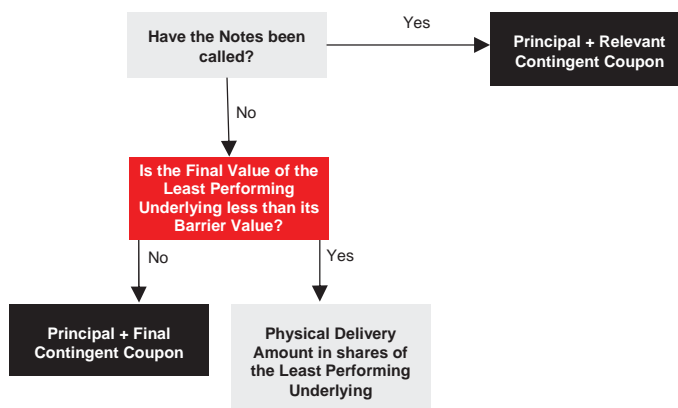 Have the Notes been
called?
Yes
Principal + Relevant
Contingent Coupon
No
Is the Final Value of the
Least Performing
Underlying less than its
Barrier Value?
No
Yes
Principal + Final
Contingent Coupon
Physical Delivery
Amount in shares of
the Least Performing
Underlying